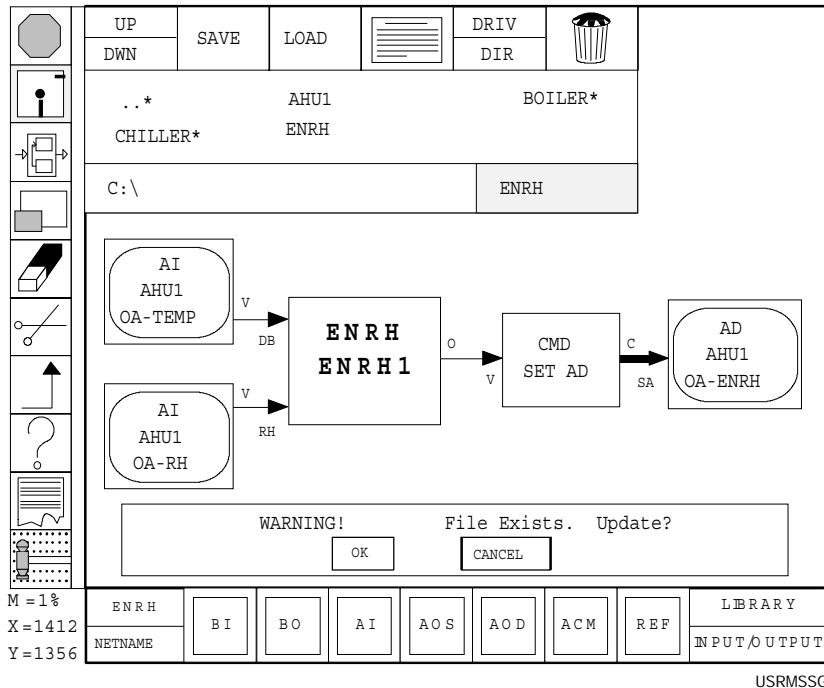 UP
DWN
SAVE
LOAD
DRIV
DIR
..*
AHU1
BOILER*
CHILLER*
ENRH
C:\
ENRH
AI
AHU1
OA-TEMP
V
DB
AI
AHU1
OA-RH
V
RH
ENRH
ENRH1
O
V
CMD
SET AD
C
SA
AD
AHU1
OA-ENRH
WARNING! File Exists. Update?
OK
CANCEL
M=1%
X=1412
Y=1356
ENRH
NETNAME
BI
BO
AI
AOS
AOD
ACM
REF
LIBRARY
INPUT/OUTPUT
USRMSSG